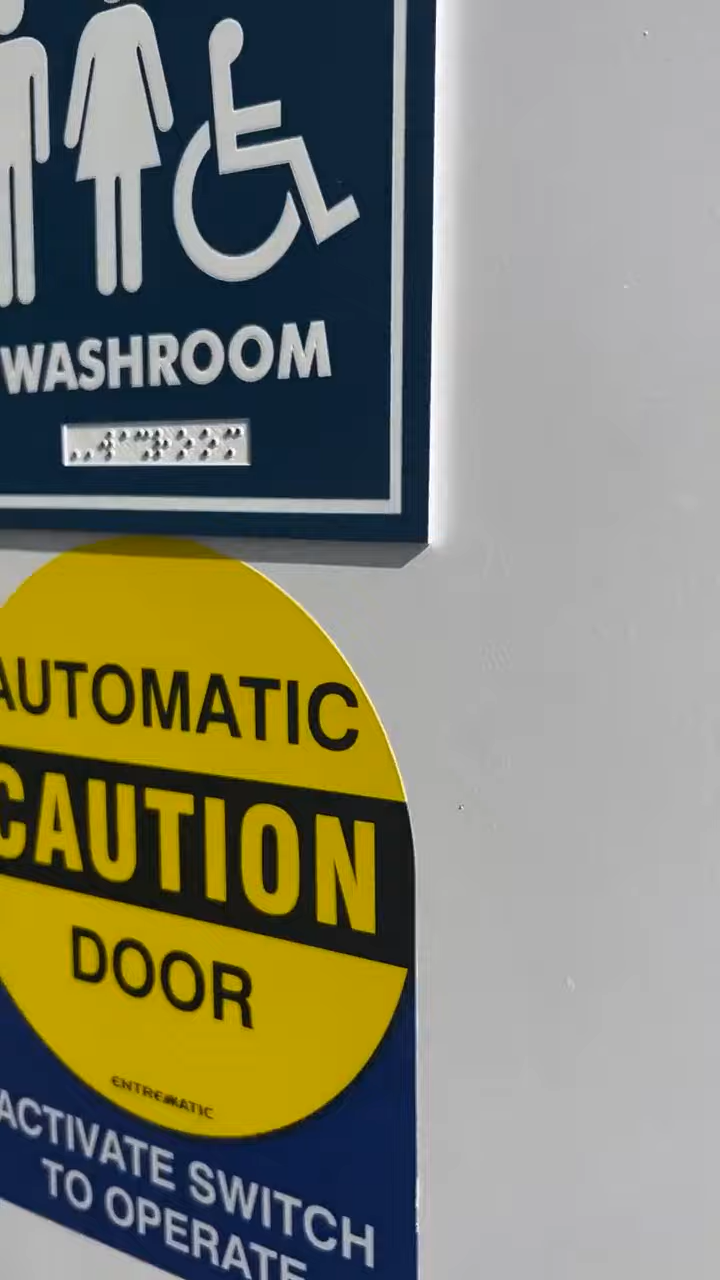 WASHROOM
AUTOMATIC
CAUTION
DOOR
ENTREMATIC
ACTIVATE SWITCH
TO OPERATE